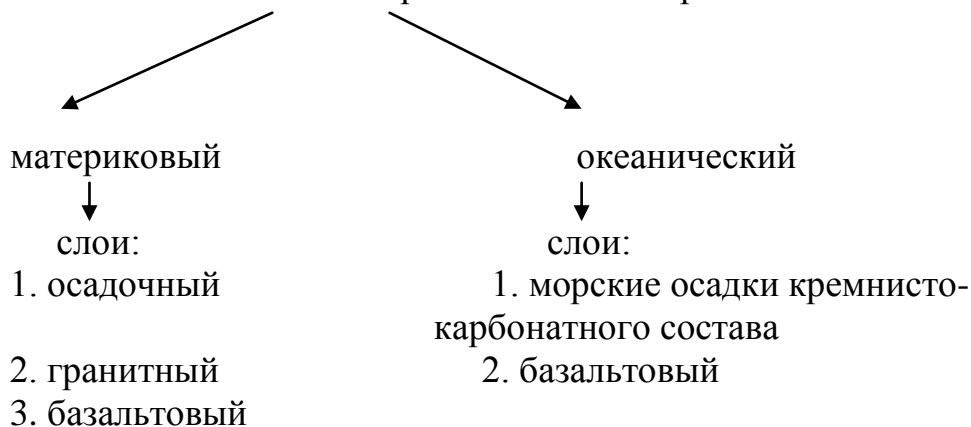 материковый океанический
слои: слои:
1. осадочный 1. морские осадки кремнисто-
карбонатного состава
2. гранитный 2. базальтовый
3. базальтовый